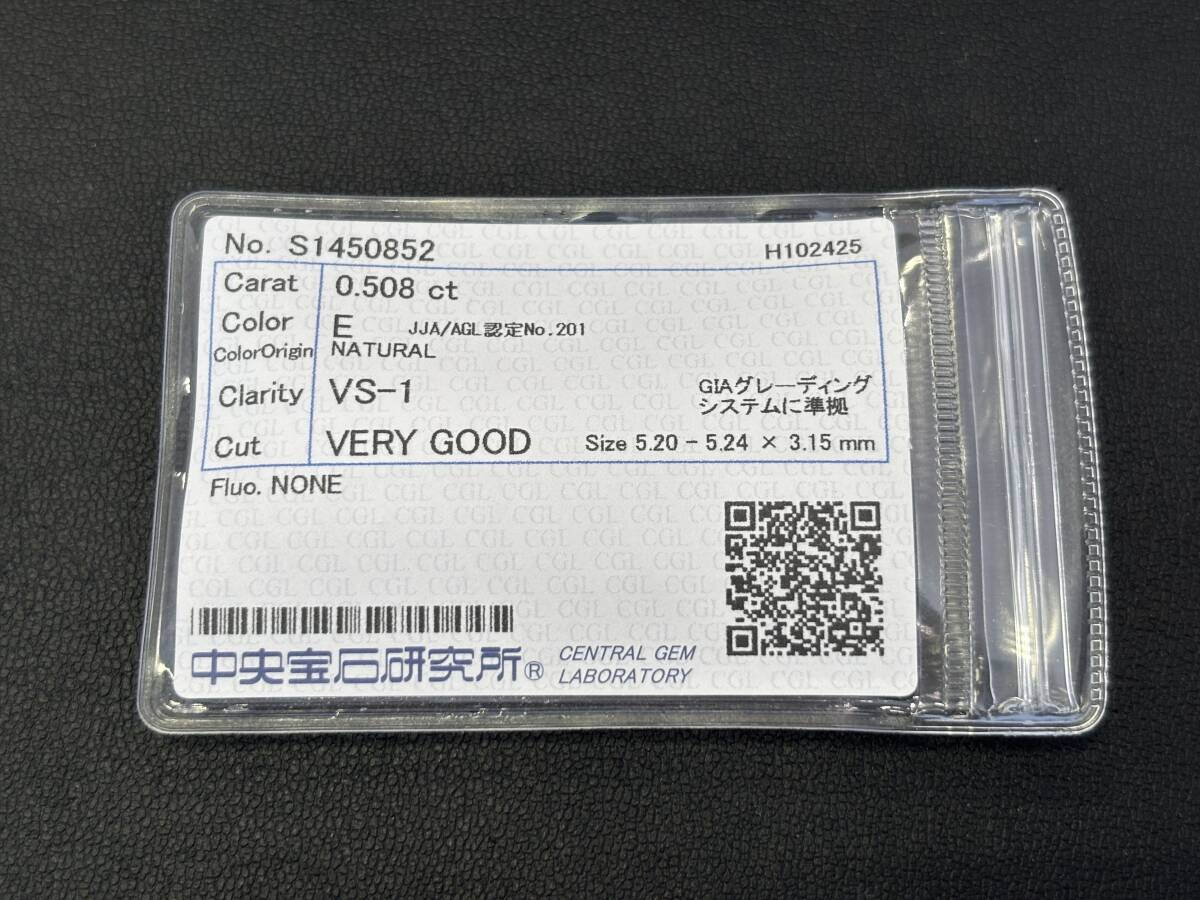 No. S1450852
H102425
Carat 0.508 ct
Color E JJA/AGL認定No.201
ColorOrigin NATURAL
Clarity VS-1
GIAグレーディング
システムに準拠
Cut VERY GOOD Size 5.20 - 5.24 × 3.15 mm
Fluo. NONE
中央宝石研究所® CENTRAL GEM
LABORATORY